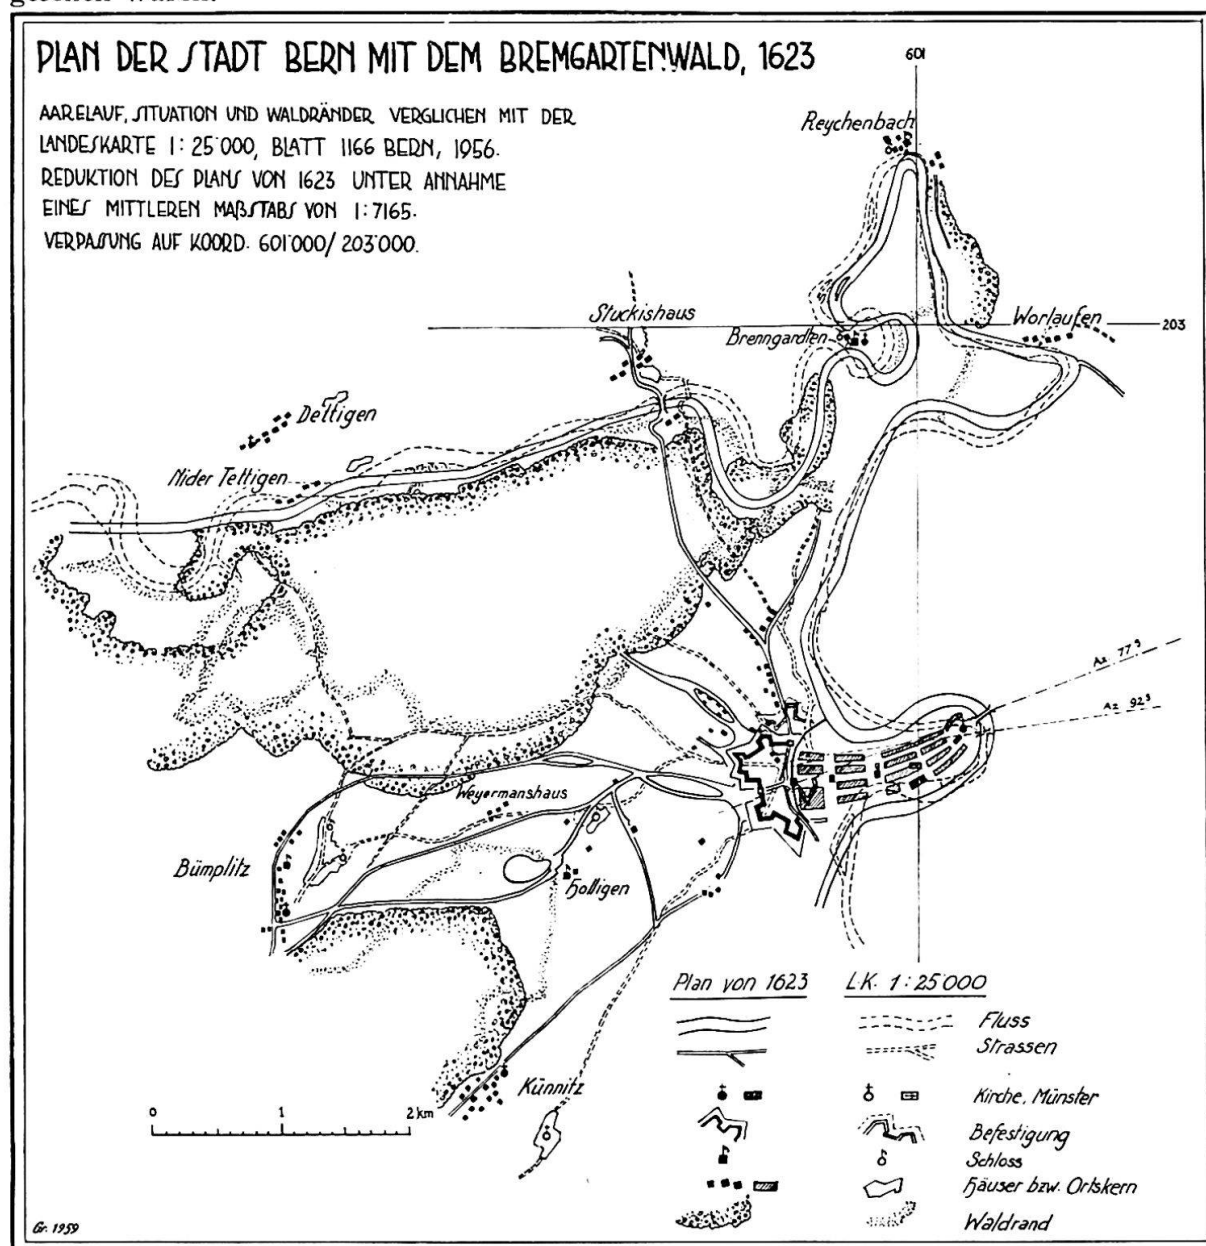 PLAN DER STADT BERN MIT DEM BREMGARTENWALD, 1623
AARELAUF, SITUATION UND WALDRÄNDER VERGLICHEN MIT DER
LANDESKARTE 1:25'000, BLATT 1166 BERN, 1956.
REDUKTION DES PLANS VON 1623 UNTER ANNAHME
EINES MITTLEREN MAßSTABS VON 1:7165.
VERPASSUNG AUF KOORD. 601'000/203'000.
601
Reychenbach
Stuckishaus
Worlaufen
203
Brenngardten
Dettigen
Nider Tettigen
Az 77g
Az 92g
Weyermanshaus
Bümplitz
Holligen
Künnitz
Plan von 1623 L.K. 1:25'000
Fluss
Strassen
Kirche, Münster
Befestigung
Schloss
Häuser bzw. Ortskern
Waldrand
0 1 2 km
Gr. 1959